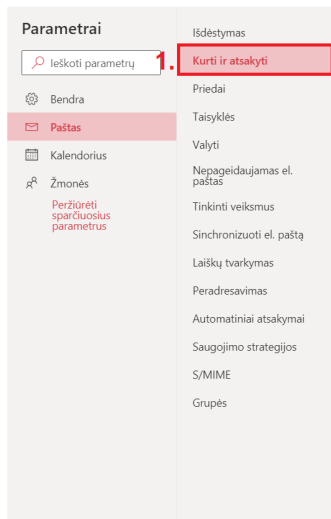 Parametrai
Ieškoti parametrų
Bendra
Paštas
Kalendorius
Žmonės
Peržiūrėti
sparčiuosius
parametrus
Išdėstymas
1.
Kurti ir atsakyti
Priedai
Taisyklės
Valyti
Nepageidaujamas el.
paštas
Tinkinti veiksmus
Sinchronizuoti el. paštą
Laiškų tvarkymas
Peradresavimas
Automatiniai atsakymai
Saugojimo strategijos
S/MIME
Grupės